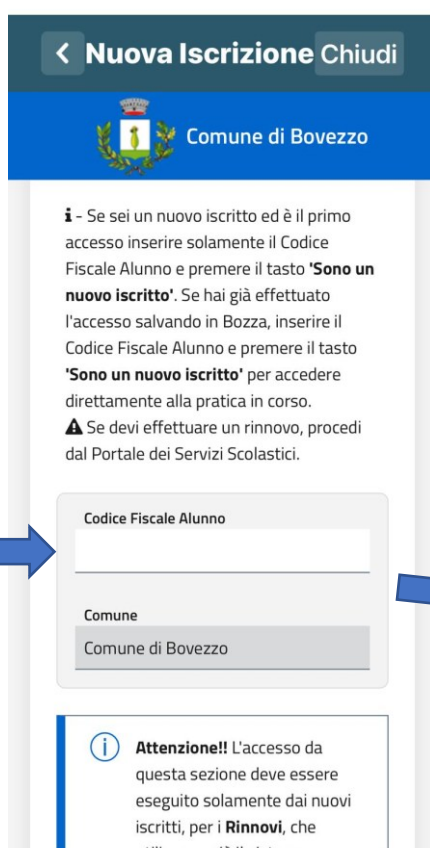 Nuova Iscrizione Chiudi
Comune di Bovezzo
i - Se sei un nuovo iscritto ed è il primo
accesso inserire solamente il Codice
Fiscale Alunno e premere il tasto 'Sono un
nuovo iscritto'. Se hai già effettuato
l'accesso salvando in Bozza, inserire il
Codice Fiscale Alunno e premere il tasto
'Sono un nuovo iscritto' per accedere
direttamente alla pratica in corso.
Se devi effettuare un rinnovo, procedi
dal Portale dei Servizi Scolastici.
Codice Fiscale Alunno
Comune
Comune di Bovezzo
Attenzione!! L'accesso da
questa sezione deve essere
eseguito solamente dai nuovi
iscritti, per i Rinnovi, che